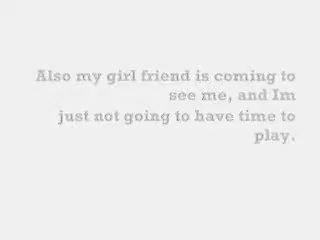 Also my girl friend is coming to
see me, and Im
just not going to have time to
play.